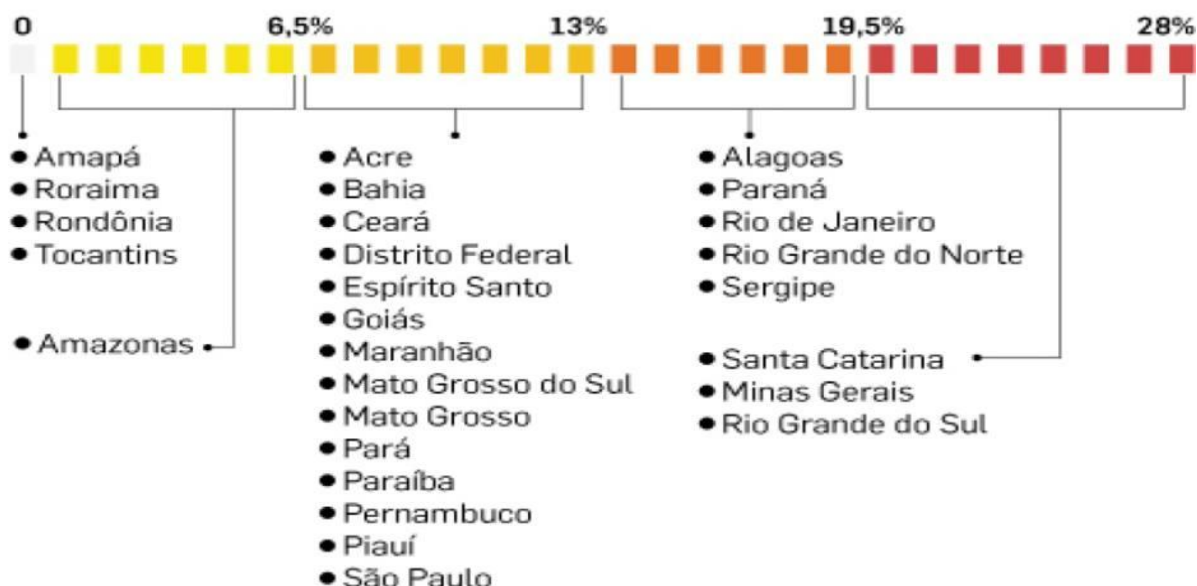 0 6,5% 13% 19,5% 28%
● Amapá
● Roraima
● Rondônia
● Tocantins
● Amazonas
● Acre
● Bahia
● Ceará
● Distrito Federal
● Espírito Santo
● Goiás
● Maranhão
● Mato Grosso do Sul
● Mato Grosso
● Pará
● Paraíba
● Pernambuco
● Piauí
● São Paulo
● Alagoas
● Paraná
● Rio de Janeiro
● Rio Grande do Norte
● Sergipe
● Santa Catarina
● Minas Gerais
● Rio Grande do Sul